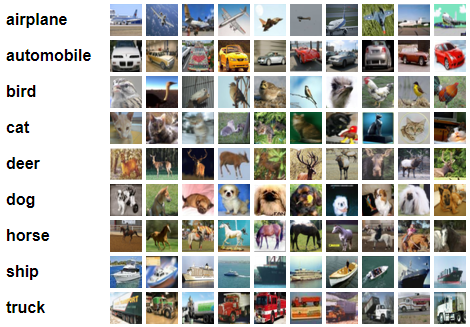 airplane
automobile
bird
cat
deer
dog
horse
ship
truck